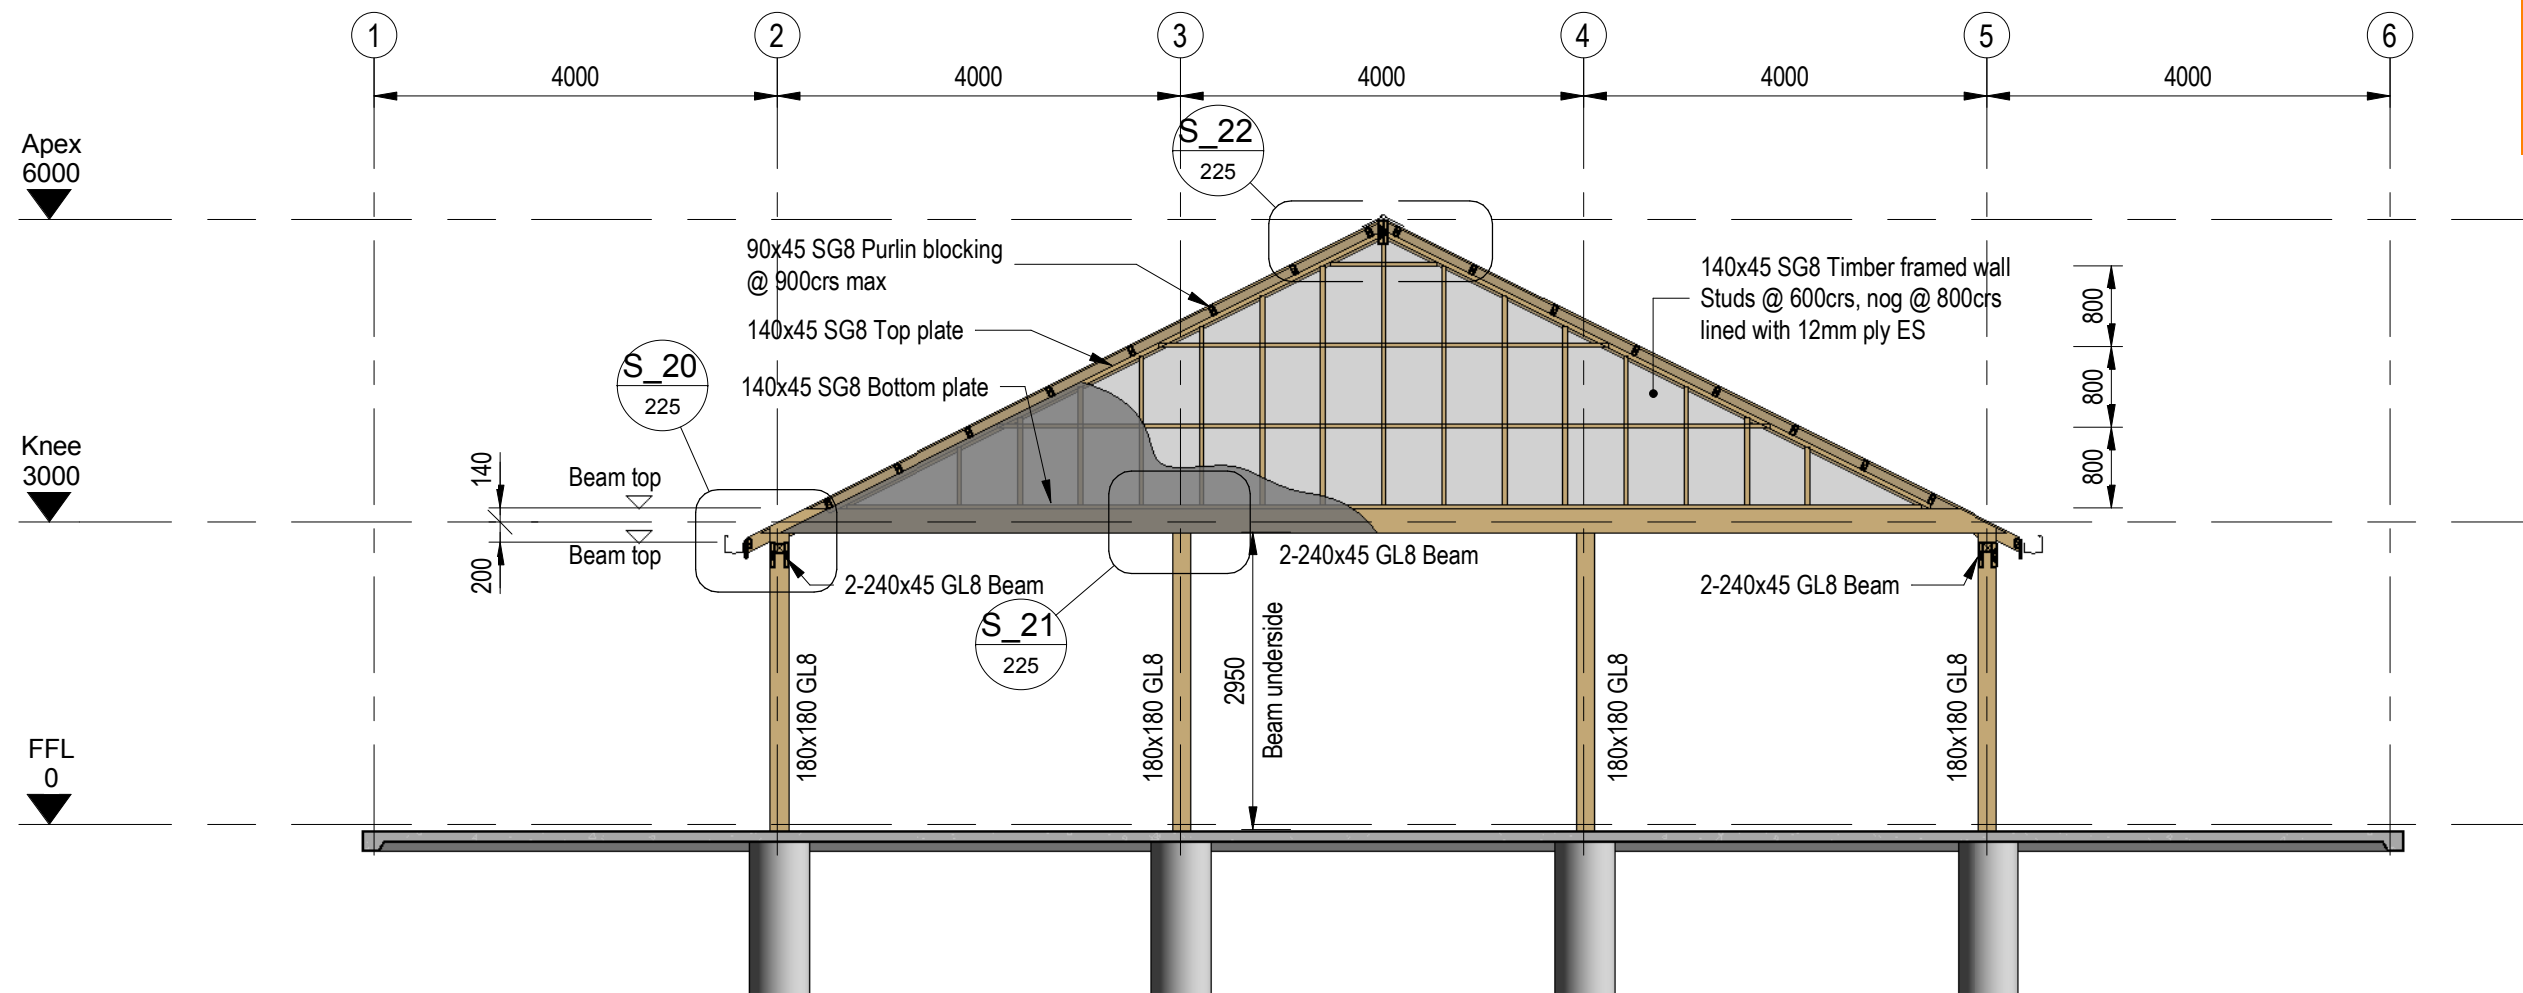 1
2
3
4
5
6
4000
4000
4000
4000
4000
S_22
225
Apex
6000
90x45 SG8 Purlin blocking
@ 900crs max
140x45 SG8 Timber framed wall
Studs @ 600crs, nog @ 800crs
lined with 12mm ply ES
800
140x45 SG8 Top plate
S_20
225
140x45 SG8 Bottom plate
800
Knee
3000
140
Beam top
800
Beam top
200
2-240x45 GL8 Beam
2-240x45 GL8 Beam
2-240x45 GL8 Beam
S_21
225
2950
Beam underside
180x180 GL8
180x180 GL8
180x180 GL8
180x180 GL8
FFL
0